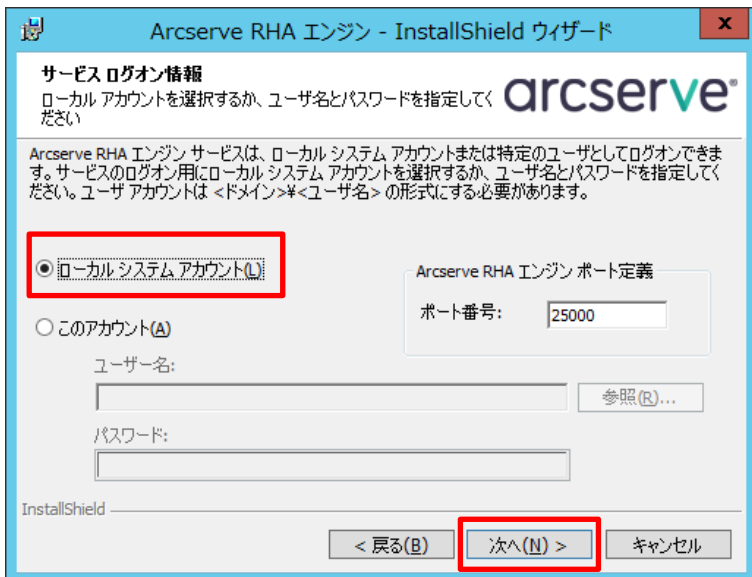 Arcserve RHA エンジン - InstallShield ウィザード
x
サービス ログオン情報
ローカル アカウントを選択するか、ユーザ名とパスワードを指定してく
ださい
arcserve®
Arcserve RHA エンジン サービスは、ローカル システム アカウントまたは特定のユーザとしてログオンできま
す。サービスのログオン用にローカル システム アカウントを選択するか、ユーザ名とパスワードを指定してく
ださい。ユーザ アカウントは <ドメイン>¥<ユーザ名> の形式にする必要があります。
ローカル システム アカウント(L)
Arcserve RHA エンジン ポート定義
ポート番号: 25000
このアカウント(A)
ユーザー名:
参照(R)...
パスワード:
InstallShield
< 戻る(B) 次へ(N) > キャンセル